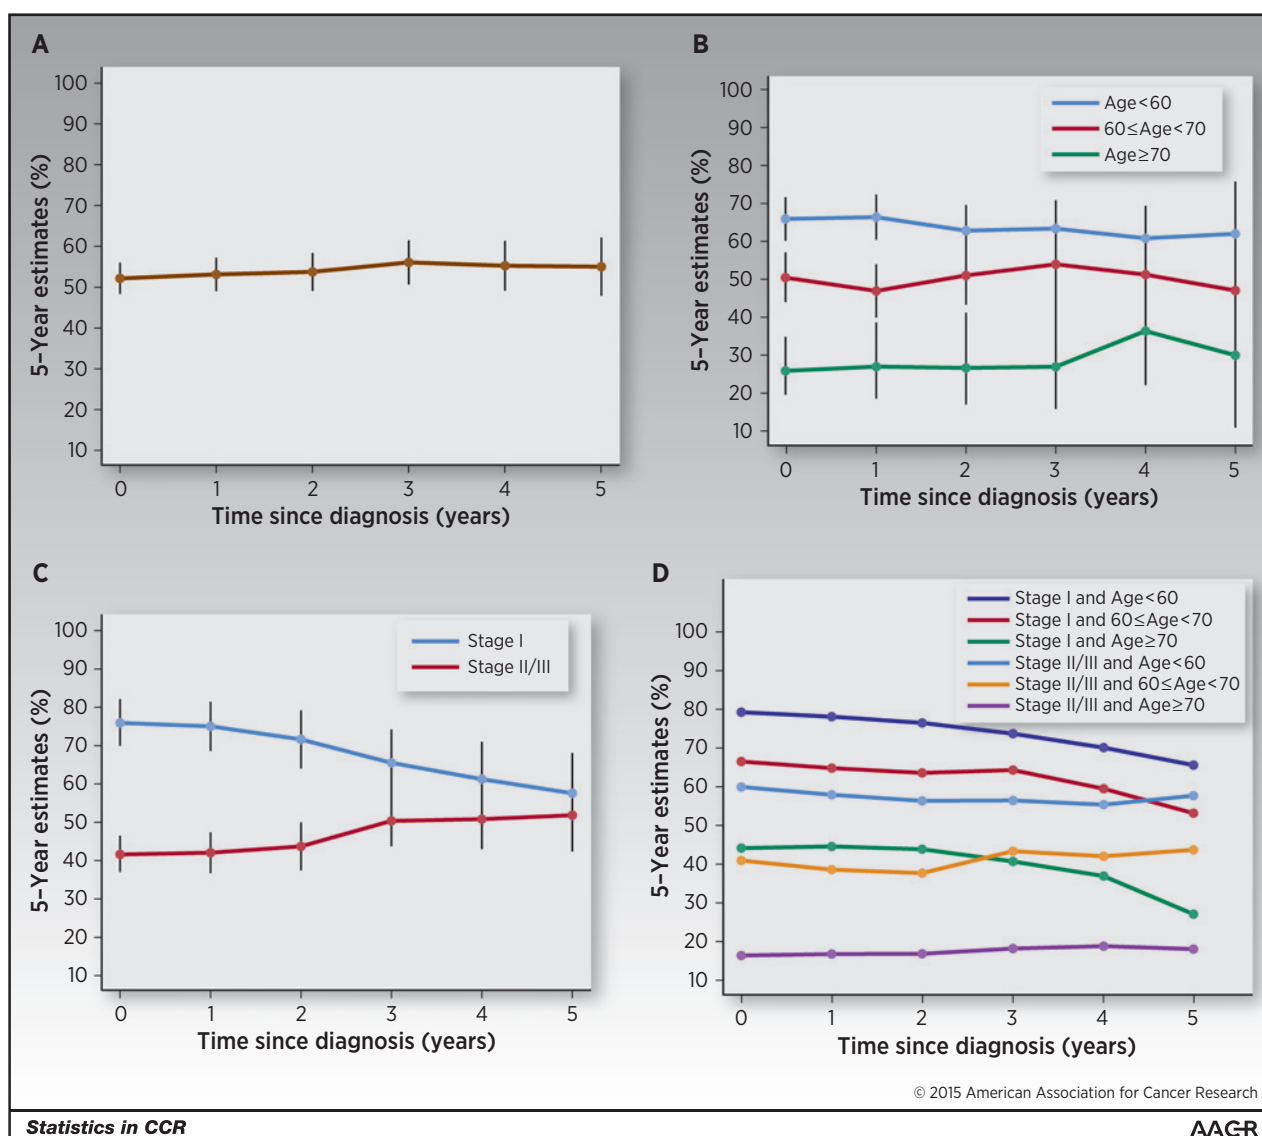 A
100
90
80
70
60
50
40
30
20
10
5–Year estimates (%)
0 1 2 3 4 5
Time since diagnosis (years)
B
Age<60
60≤Age<70
Age≥70
100
90
80
70
60
50
40
30
20
10
5–Year estimates (%)
0 1 2 3 4 5
Time since diagnosis (years)
C
Stage I
Stage II/III
100
90
80
70
60
50
40
30
20
10
5–Year estimates (%)
0 1 2 3 4 5
Time since diagnosis (years)
D
Stage I and Age<60
Stage I and 60≤Age<70
Stage I and Age≥70
Stage II/III and Age<60
Stage II/III and 60≤Age<70
Stage II/III and Age≥70
100
90
80
70
60
50
40
30
20
10
5–Year estimates (%)
0 1 2 3 4 5
Time since diagnosis (years)
© 2015 American Association for Cancer Research
Statistics in CCR
AACR